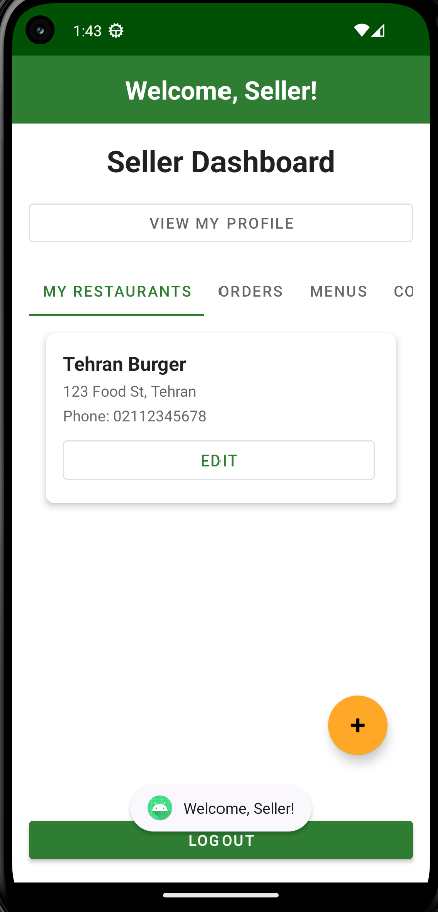 1:43
Welcome, Seller!
Seller Dashboard
VIEW MY PROFILE
MY RESTAURANTS ORDERS MENUS CO
Tehran Burger
123 Food St, Tehran
Phone: 02112345678
EDIT
+
Welcome, Seller!
LOGOUT